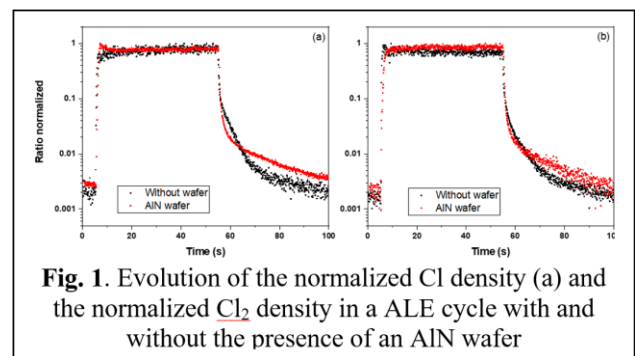 (a)
(b)
Ratio normalized
1
0.1
0.01
0.001
Without wafer
AlN wafer
0 20 40 60 80 100
Time (s)
1
0.1
0.01
0.001
Without wafer
AlN wafer
0 20 40 60 80 100
Time (s)
Fig. 1. Evolution of the normalized Cl density (a) and
the normalized Cl₂ density in a ALE cycle with and
without the presence of an AlN wafer